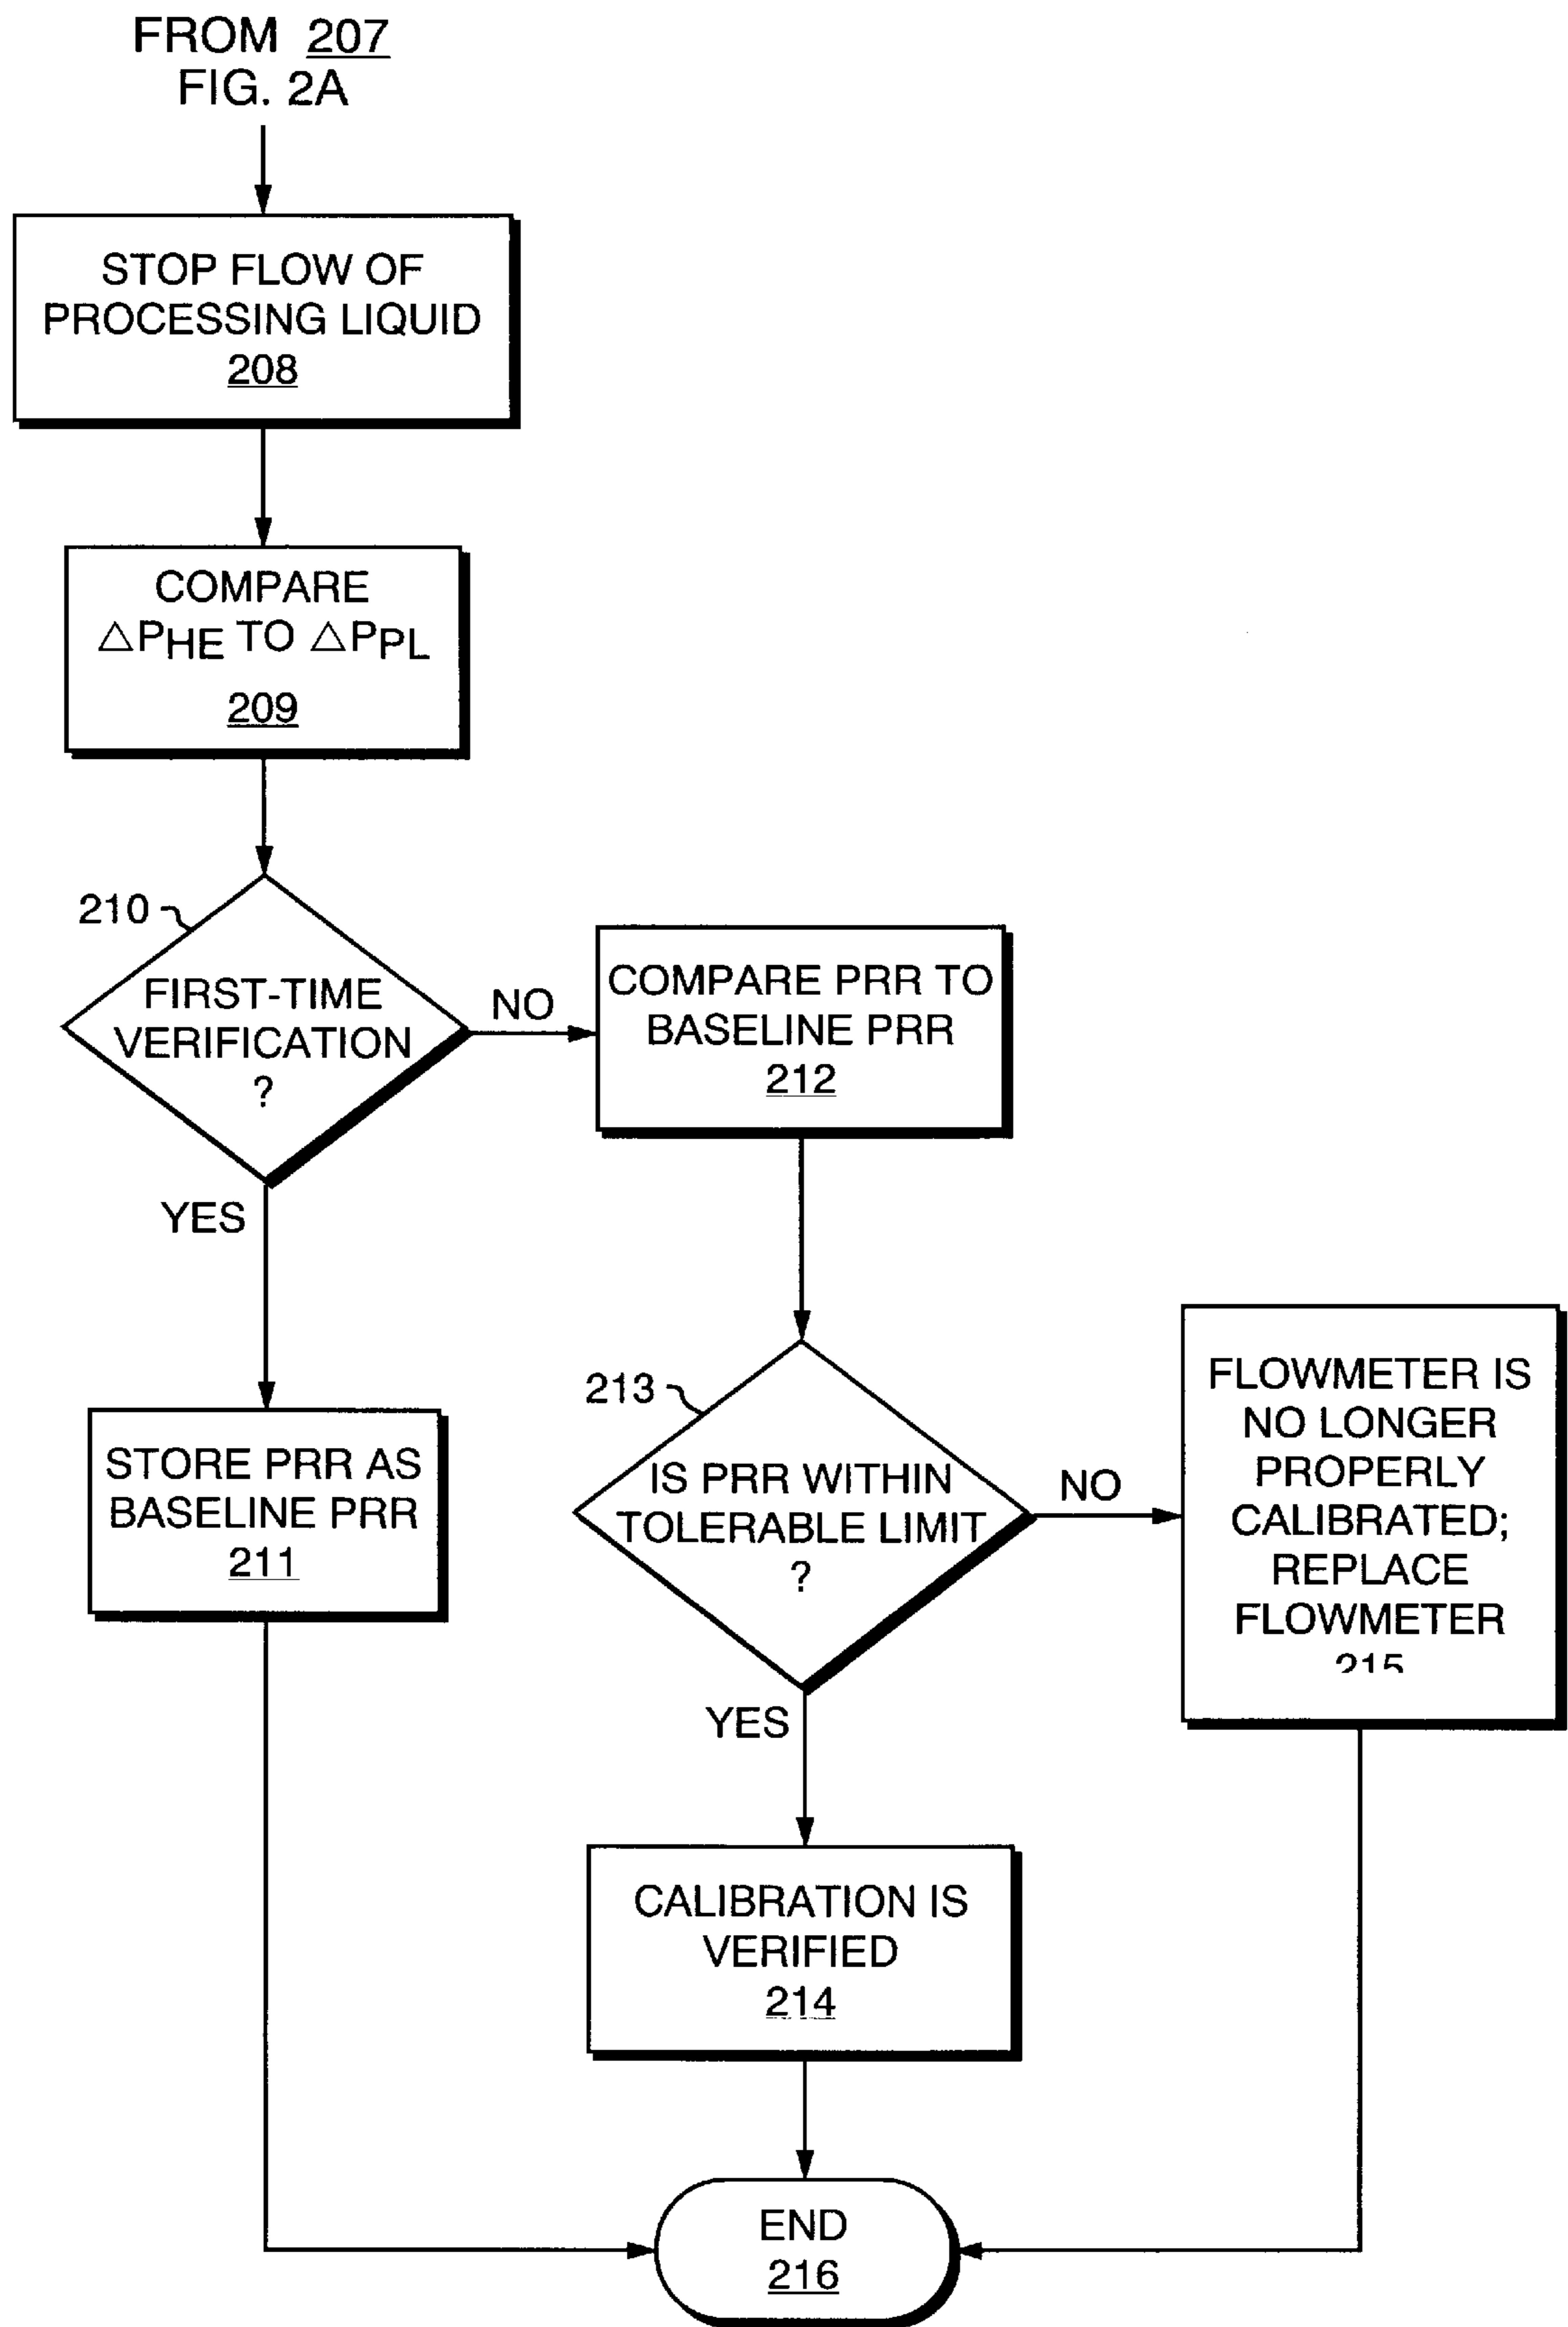 FROM 207
FIG. 2A
STOP FLOW OF
PROCESSING LIQUID
208
COMPARE
△PHE TO △PPL
209
210
FIRST-TIME
VERIFICATION
?
NO
YES
COMPARE PRR TO
BASELINE PRR
212
STORE PRR AS
BASELINE PRR
211
213
IS PRR WITHIN
TOLERABLE LIMIT
?
NO
YES
FLOWMETER IS
NO LONGER
PROPERLY
CALIBRATED;
REPLACE
FLOWMETER
215
CALIBRATION IS
VERIFIED
214
END
216